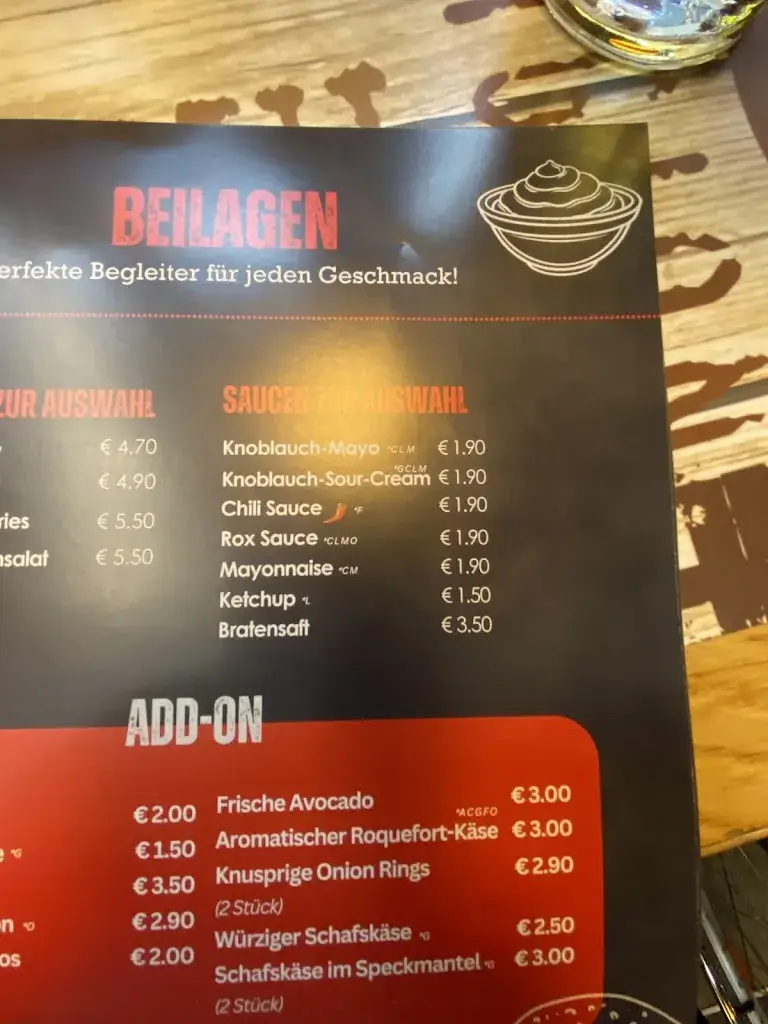 BEILAGEN
Begleiter für jeden Geschmack!
ZUR AUSWAHL
€ 4.70
€ 4.90
€ 5.50
€ 5.50
SAUCEN ZUR AUSWAHL
Knoblauch-Mayo *CLM € 1.90
Knoblauch-Sour-Cream *GCLM € 1.90
Chili Sauce *F € 1.90
Rox Sauce *CLMO € 1.90
Mayonnaise *CM € 1.90
Ketchup *L € 1.50
Bratensaft € 3.50
ADD-ON
€ 2.00
*G € 1.50
€ 3.50
*O € 2.90
€ 2.00
Frische Avocado € 3.00
Aromatischer Roquefort-Käse *ACGFO € 3.00
Knusprige Onion Rings € 2.90
(2 Stück)
Würziger Schafskäse *G € 2.50
Schafskäse im Speckmantel *G € 3.00
(2 Stück)